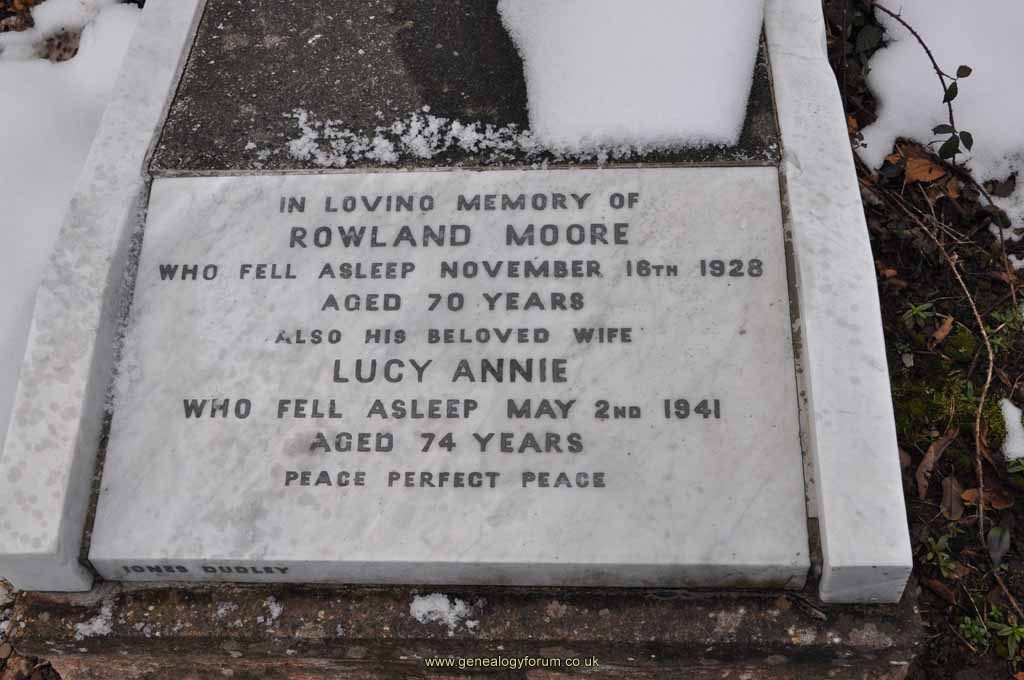 IN LOVING MEMORY OF
ROWLAND MOORE
WHO FELL ASLEEP NOVEMBER 16TH 1928
AGED 70 YEARS
ALSO HIS BELOVED WIFE
LUCY ANNIE
WHO FELL ASLEEP MAY 2ND 1941
AGED 74 YEARS
PEACE PERFECT PEACE
JONES DUDLEY
www.genealogyforum.co.uk